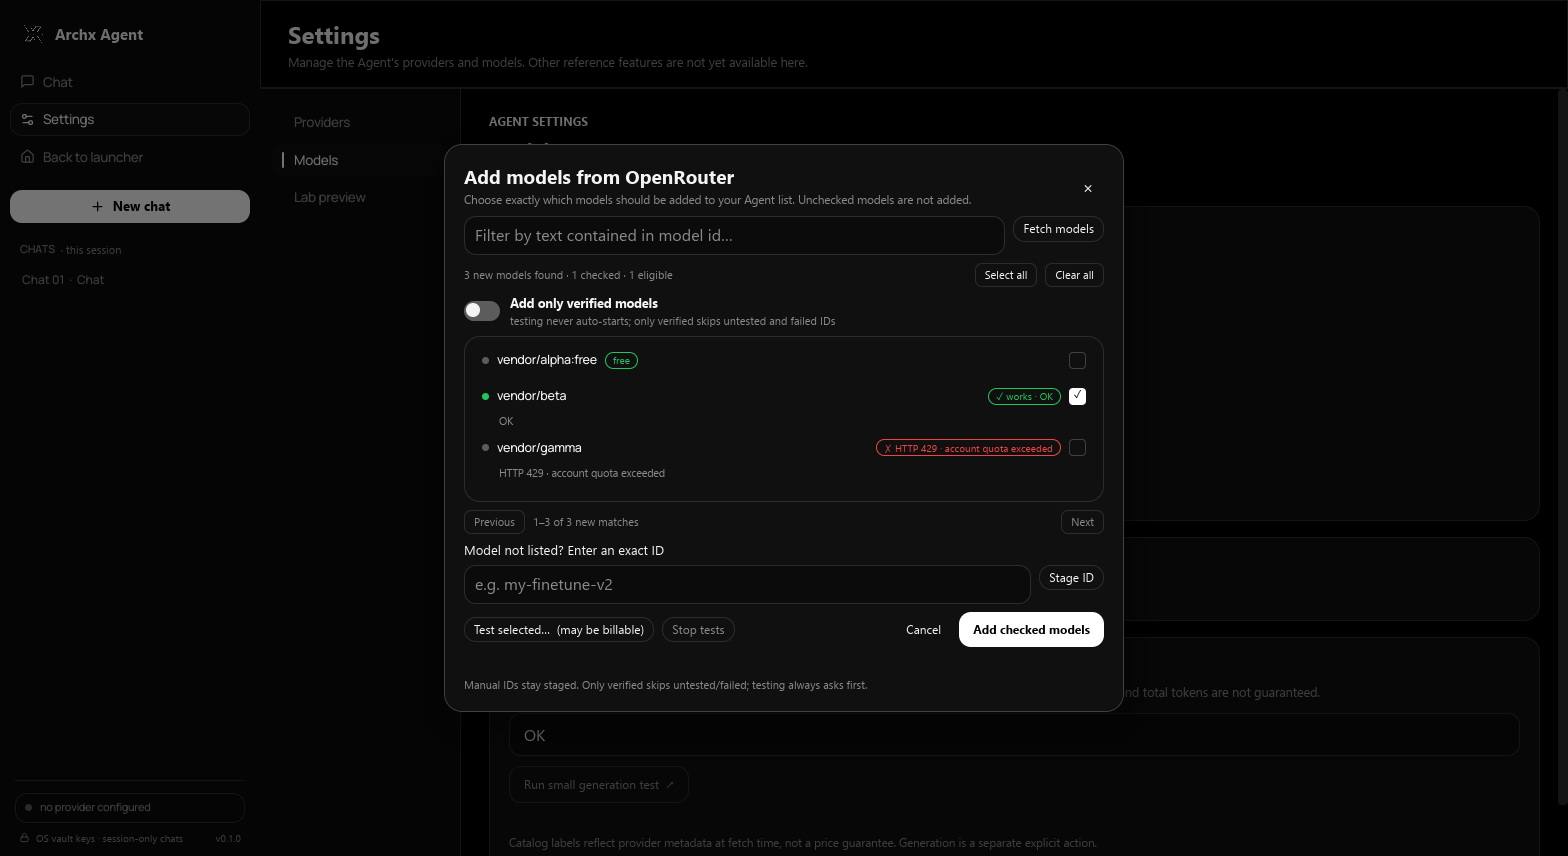 Archx Agent
Chat
Settings
Back to launcher
+ New chat
CHATS · this session
Chat 01 · Chat
no provider configured
OS vault keys · session-only chats v0.1.0
Settings
Manage the Agent's providers and models. Other reference features are not yet available here.
Providers
Models
Lab preview
AGENT SETTINGS
Add models from OpenRouter
×
Choose exactly which models should be added to your Agent list. Unchecked models are not added.
Filter by text contained in model id... Fetch models
3 new models found · 1 checked · 1 eligible Select all Clear all
Add only verified models
testing never auto-starts; only verified skips untested and failed IDs
vendor/alpha:free free
vendor/beta ✓ works · OK ✓
OK
vendor/gamma ✗ HTTP 429 · account quota exceeded
HTTP 429 · account quota exceeded
Previous 1–3 of 3 new matches Next
Model not listed? Enter an exact ID
e.g. my-finetune-v2 Stage ID
Test selected... (may be billable) Stop tests Cancel Add checked models
Manual IDs stay staged. Only verified skips untested/failed; testing always asks first.
nd total tokens are not guaranteed.
OK
Run small generation test ↗
Catalog labels reflect provider metadata at fetch time, not a price guarantee. Generation is a separate explicit action.